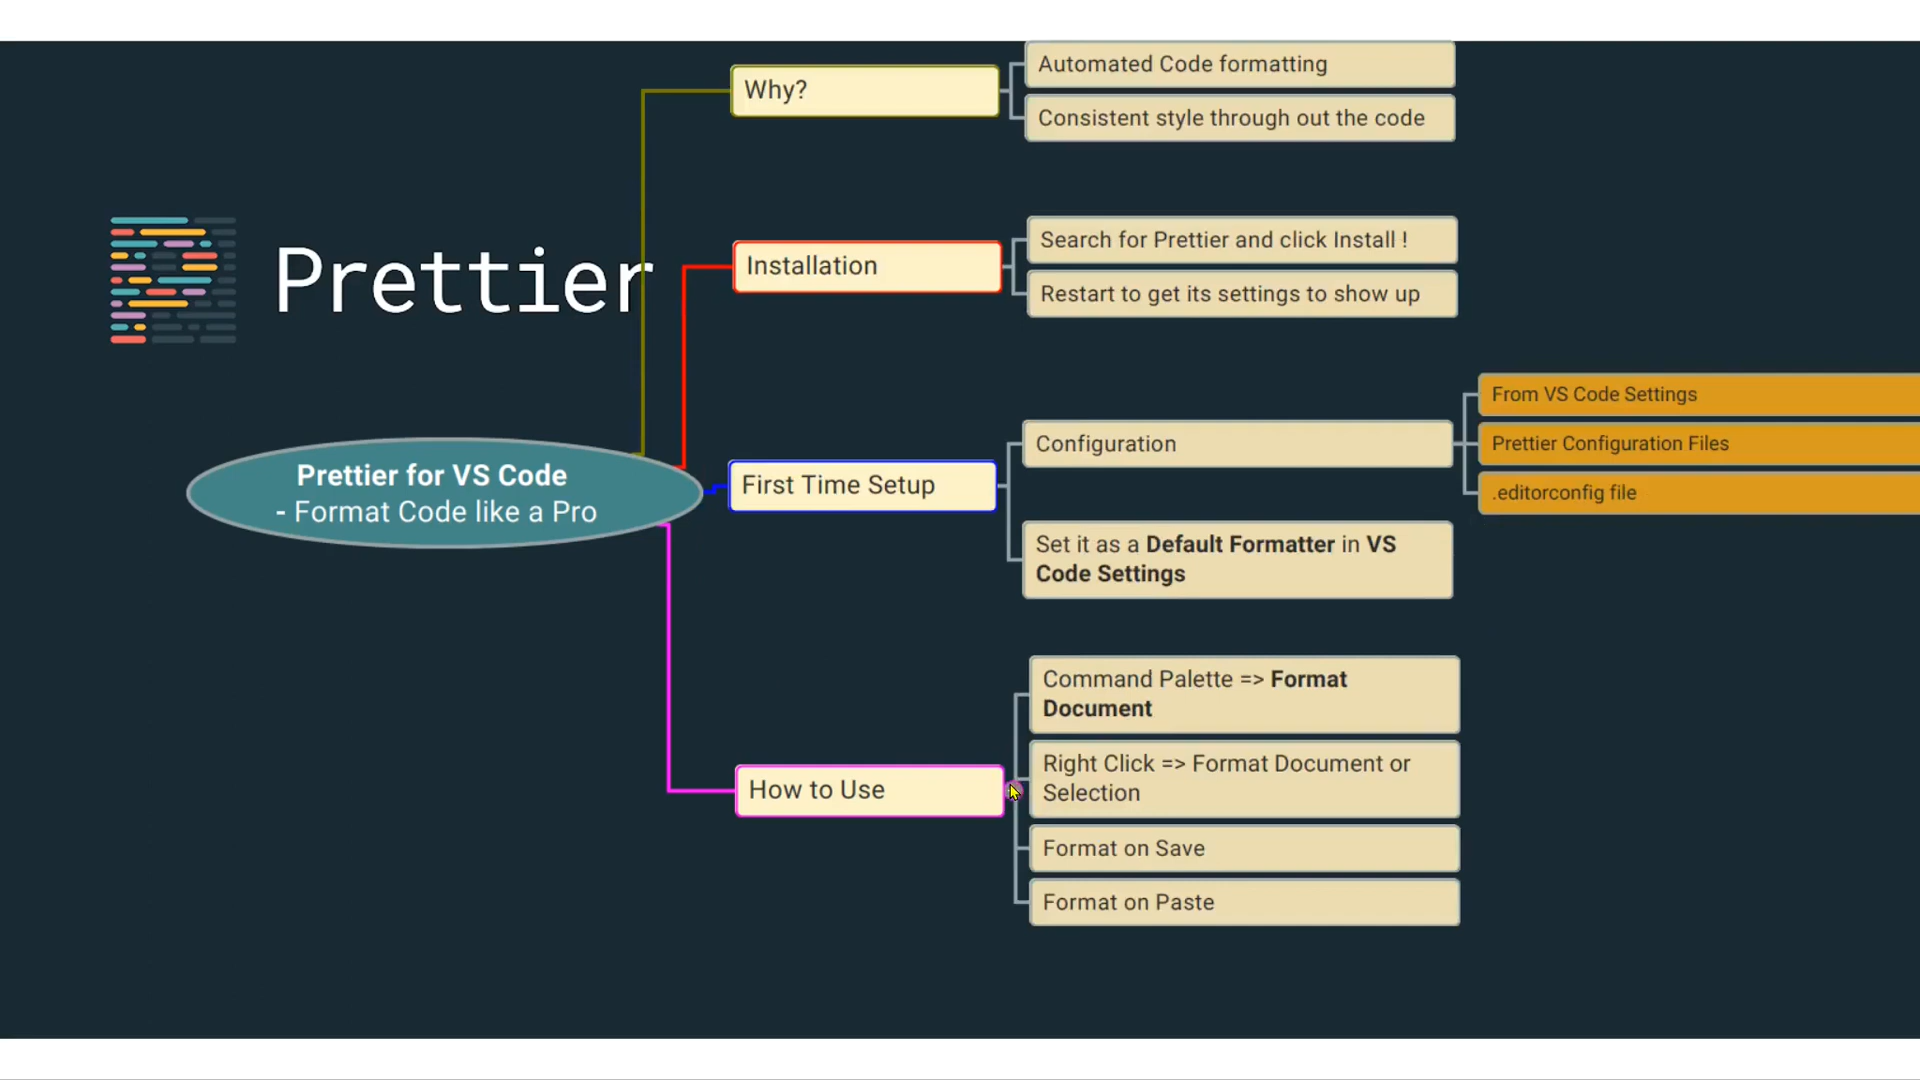 Prettier
Prettier for VS Code
- Format Code like a Pro
Why?
Automated Code formatting
Consistent style through out the code
Installation
Search for Prettier and click Install !
Restart to get its settings to show up
First Time Setup
Configuration
From VS Code Settings
Prettier Configuration Files
.editorconfig file
Set it as a Default Formatter in VS
Code Settings
How to Use
Command Palette => Format
Document
Right Click => Format Document or
Selection
Format on Save
Format on Paste